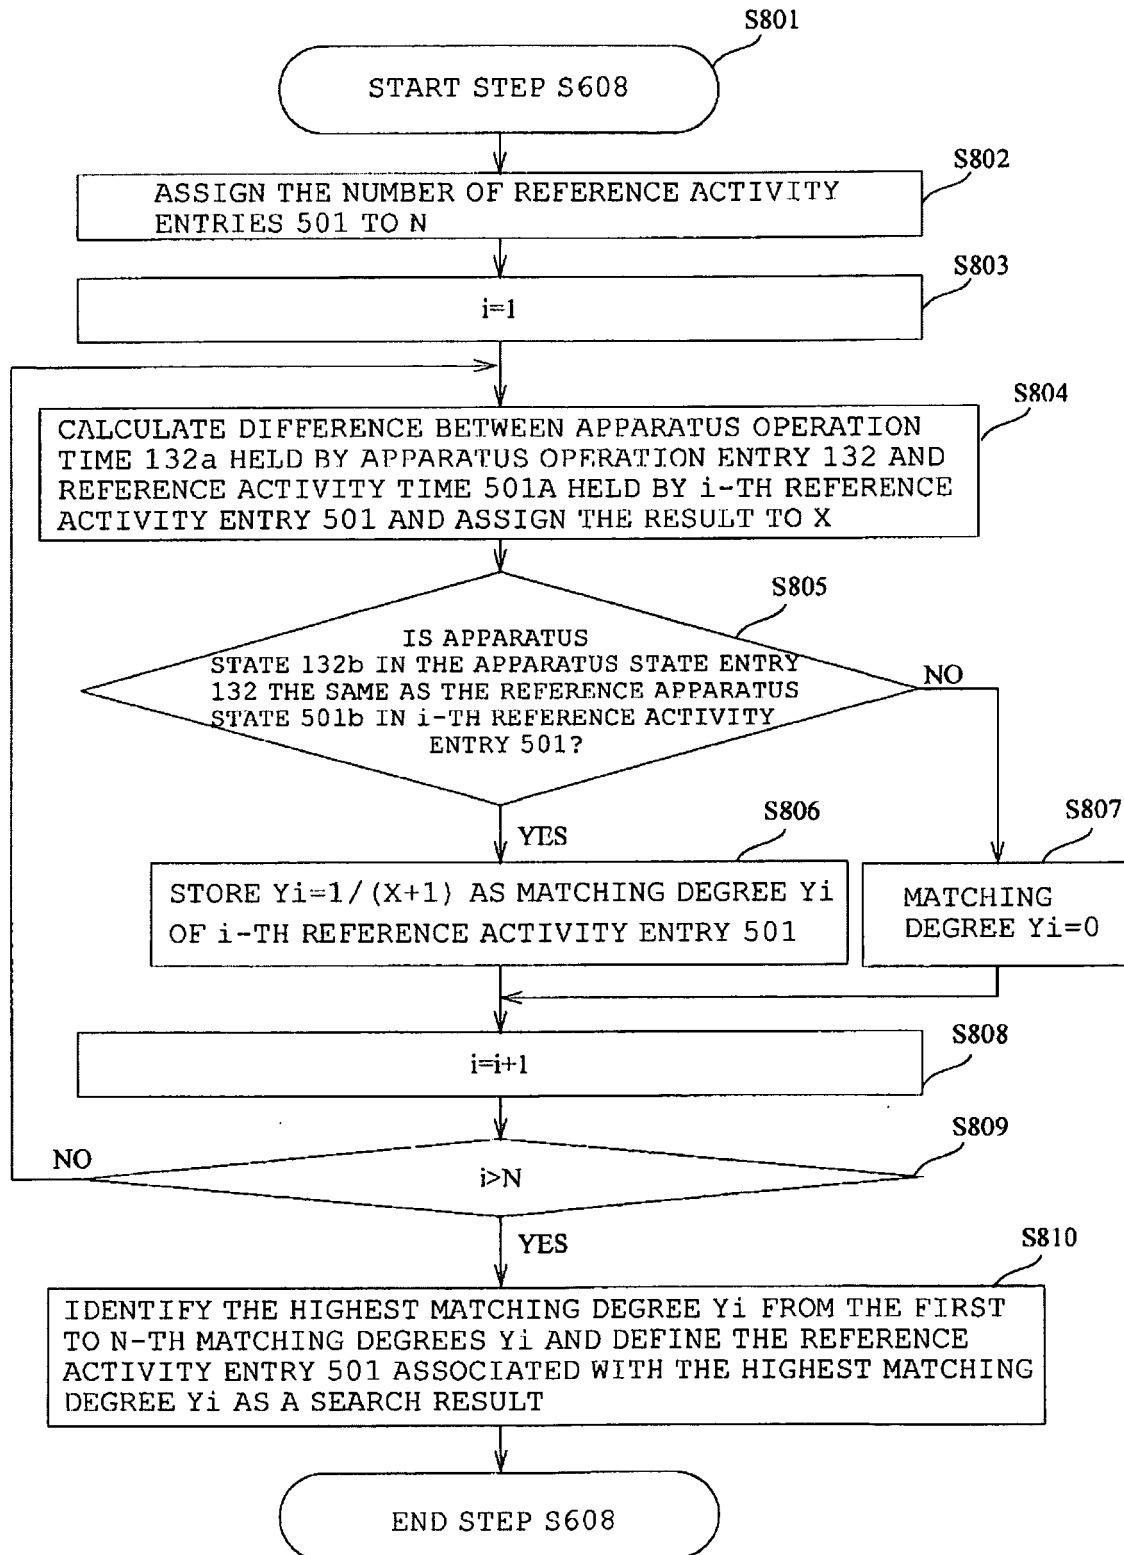 S801
START STEP S608
S802
ASSIGN THE NUMBER OF REFERENCE ACTIVITY
ENTRIES 501 TO N
S803
i=1
S804
CALCULATE DIFFERENCE BETWEEN APPARATUS OPERATION
TIME 132a HELD BY APPARATUS OPERATION ENTRY 132 AND
REFERENCE ACTIVITY TIME 501A HELD BY i-TH REFERENCE
ACTIVITY ENTRY 501 AND ASSIGN THE RESULT TO X
S805
IS APPARATUS
STATE 132b IN THE APPARATUS STATE ENTRY
132 THE SAME AS THE REFERENCE APPARATUS
STATE 501b IN i-TH REFERENCE ACTIVITY
ENTRY 501?
NO
YES
S806
STORE Yi=1/(X+1) AS MATCHING DEGREE Yi
OF i-TH REFERENCE ACTIVITY ENTRY 501
S807
MATCHING
DEGREE Yi=0
S808
i=i+1
S809
NO
i>N
YES
S810
IDENTIFY THE HIGHEST MATCHING DEGREE Yi FROM THE FIRST
TO N-TH MATCHING DEGREES Yi AND DEFINE THE REFERENCE
ACTIVITY ENTRY 501 ASSOCIATED WITH THE HIGHEST MATCHING
DEGREE Yi AS A SEARCH RESULT
END STEP S608